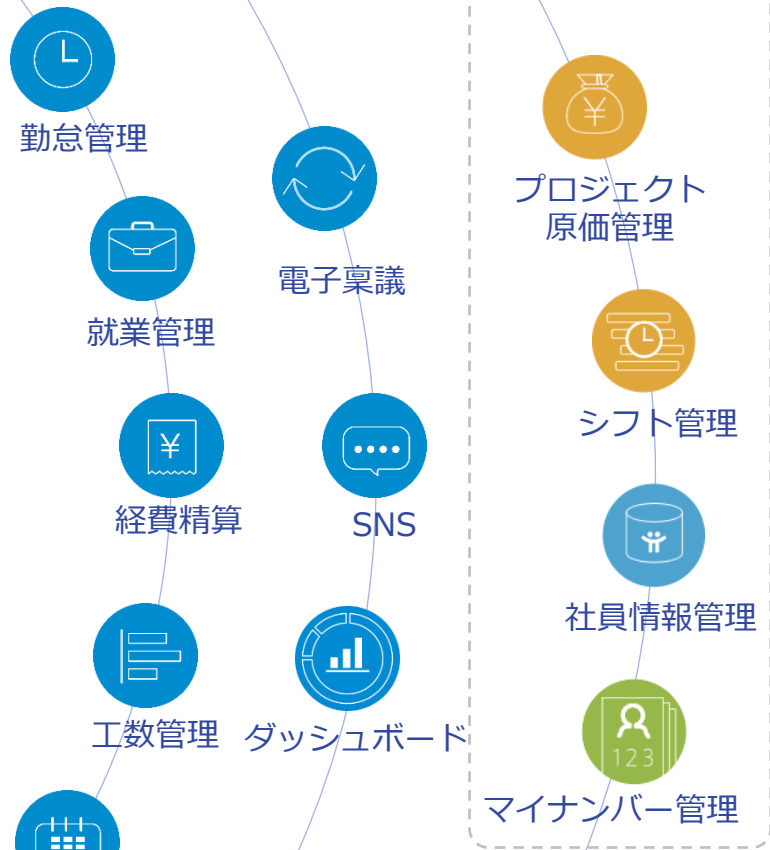 勤怠管理
就業管理
経費精算
工数管理
電子稟議
SNS
ダッシュボード
プロジェクト
原価管理
シフト管理
社員情報管理
123
マイナンバー管理